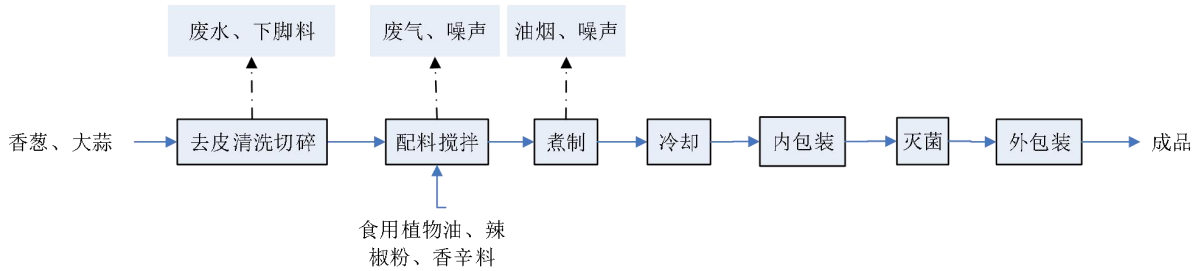 废水、下脚料
废气、噪声
油烟、噪声
香葱、大蒜
去皮清洗切碎
配料搅拌
煮制
冷却
内包装
灭菌
外包装
成品
食用植物油、辣
椒粉、香辛料